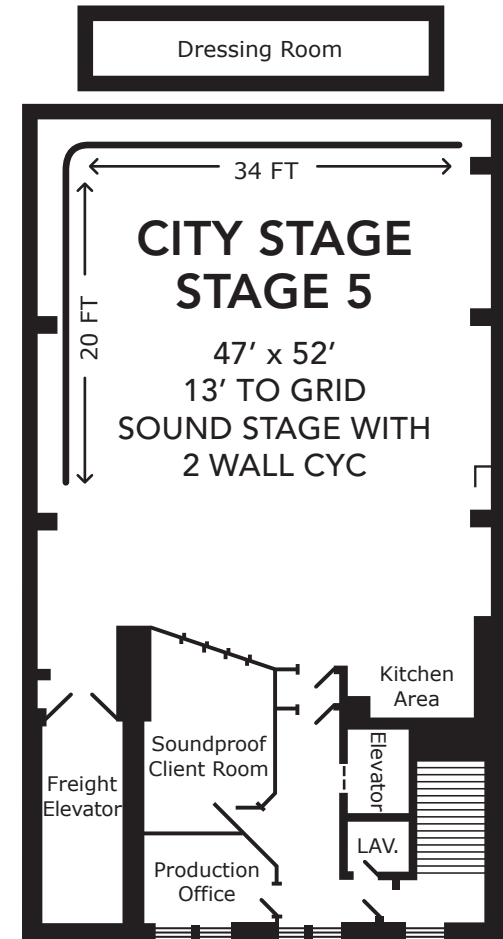 Dressing Room
34 FT
20 FT
CITY STAGE
STAGE 5
47′ x 52′
13′ TO GRID
SOUND STAGE WITH
2 WALL CYC
Kitchen
Area
Soundproof
Client Room
Elevator
Freight
Elevator
LAV.
Production
Office